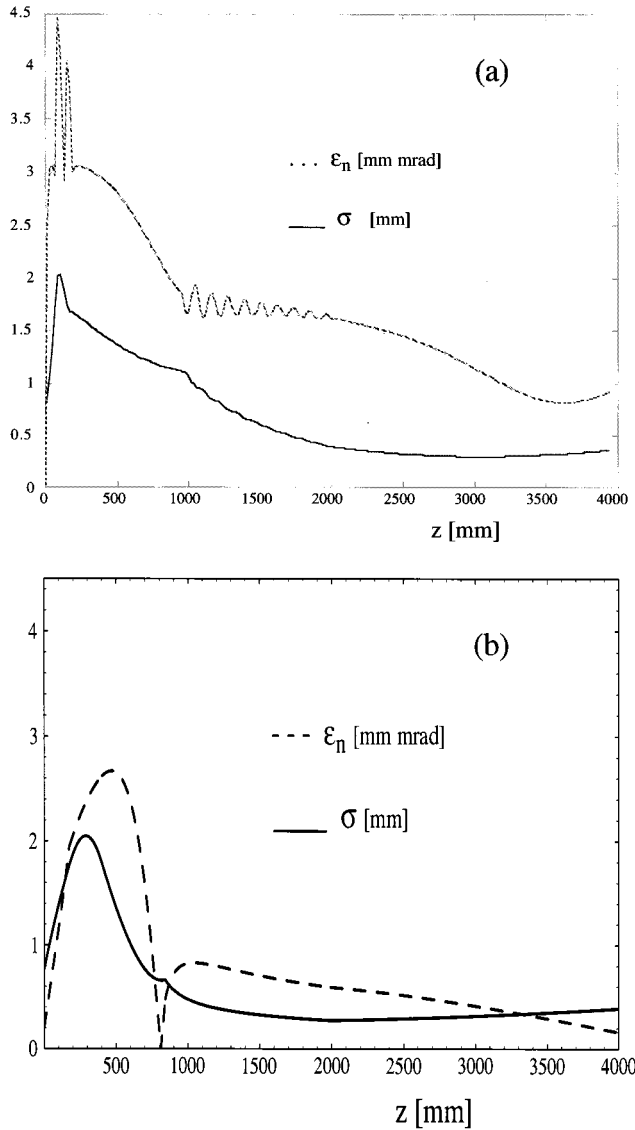 4.5
(a)
4
3.5
... εn [mm mrad]
3
2.5
— σ [mm]
2
1.5
1
0.5
0
0 500 1000 1500 2000 2500 3000 3500 4000
z [mm]
(b)
4
3
- - - εn [mm mrad]
— σ [mm]
2
1
0
500 1000 1500 2000 2500 3000 3500 4000
z [mm]